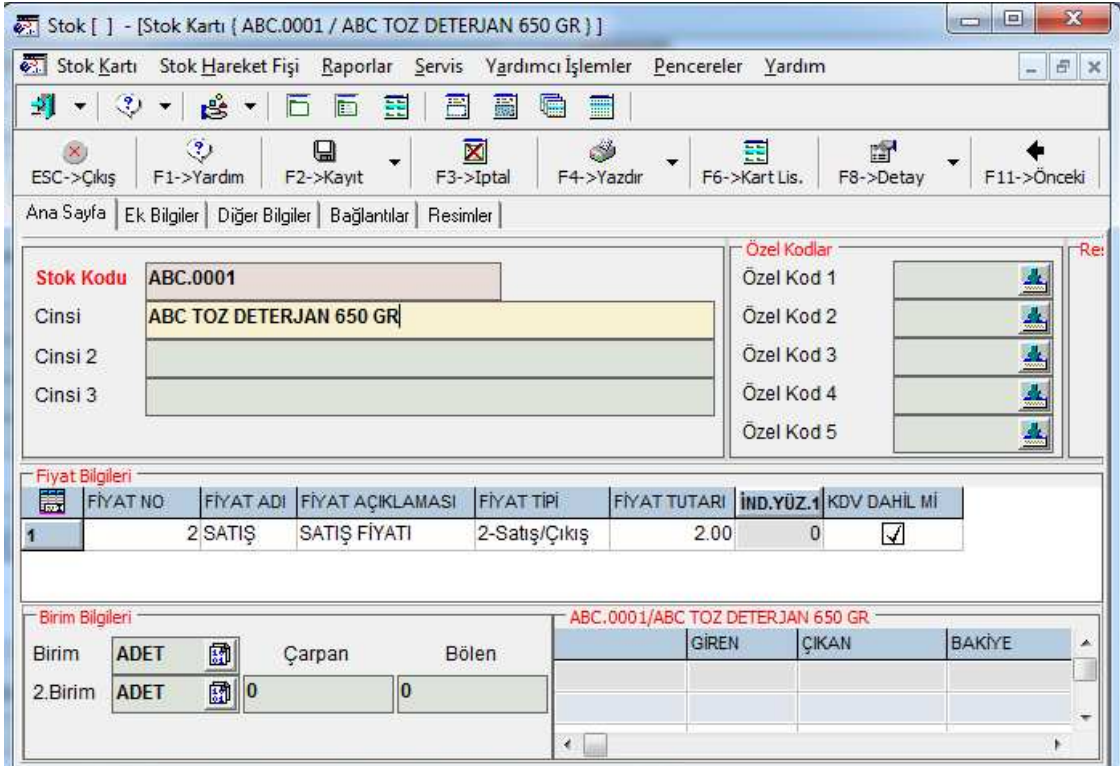 Stok [ ] - [Stok Kartı { ABC.0001 / ABC TOZ DETERJAN 650 GR } ]
Stok Kartı Stok Hareket Fişi Raporlar Servis Yardımcı İşlemler Pencereler Yardım
ESC->Çıkış F1->Yardım F2->Kayıt F3->Iptal F4->Yazdır F6->Kart Lis. F8->Detay F11->Önceki
Ana Sayfa Ek Bilgiler Diğer Bilgiler Bağlantılar Resimler
Özel Kodlar Res
Stok Kodu ABC.0001 Özel Kod 1
Cinsi ABC TOZ DETERJAN 650 GR Özel Kod 2
Cinsi 2 Özel Kod 3
Cinsi 3 Özel Kod 4
Özel Kod 5
Fiyat Bilgileri
FİYAT NO FİYAT ADI FİYAT AÇIKLAMASI FİYAT TİPİ FİYAT TUTARI İND.YÜZ.1 KDV DAHİL Mİ
1 2 SATIŞ SATIŞ FİYATI 2-Satış/Çıkış 2.00 0
Birim Bilgileri ABC.0001/ABC TOZ DETERJAN 650 GR
Birim ADET Çarpan Bölen GİREN ÇIKAN BAKİYE
2.Birim ADET 0 0